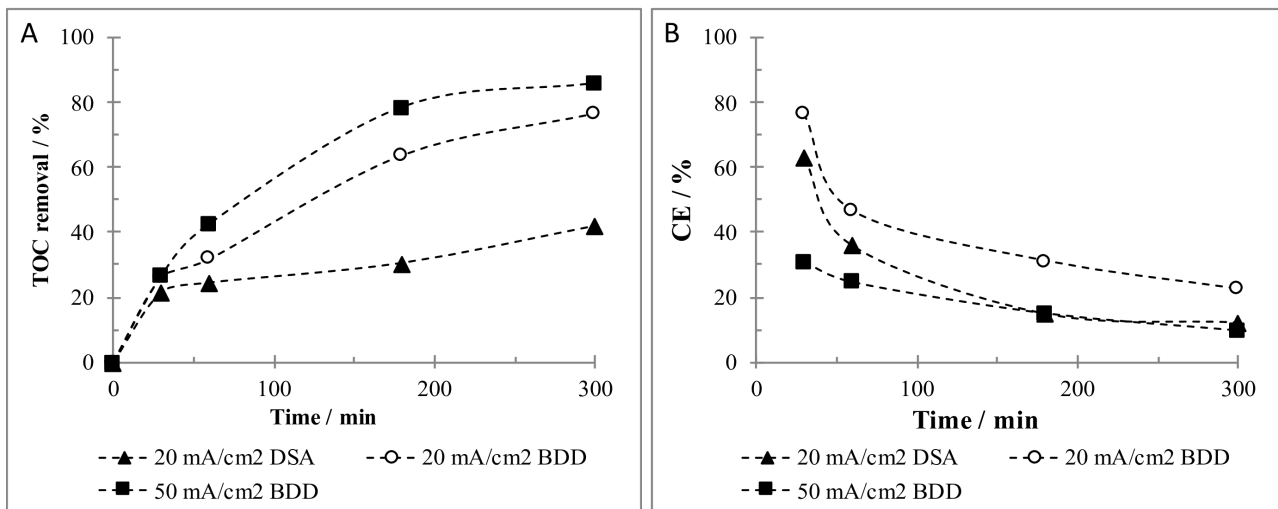 A
TOC removal / %
100
80
60
40
20
0
0 100 200 300
Time / min
20 mA/cm2 DSA 20 mA/cm2 BDD
50 mA/cm2 BDD
B
CE / %
100
80
60
40
20
0
0 100 200 300
Time / min
20 mA/cm2 DSA 20 mA/cm2 BDD
50 mA/cm2 BDD